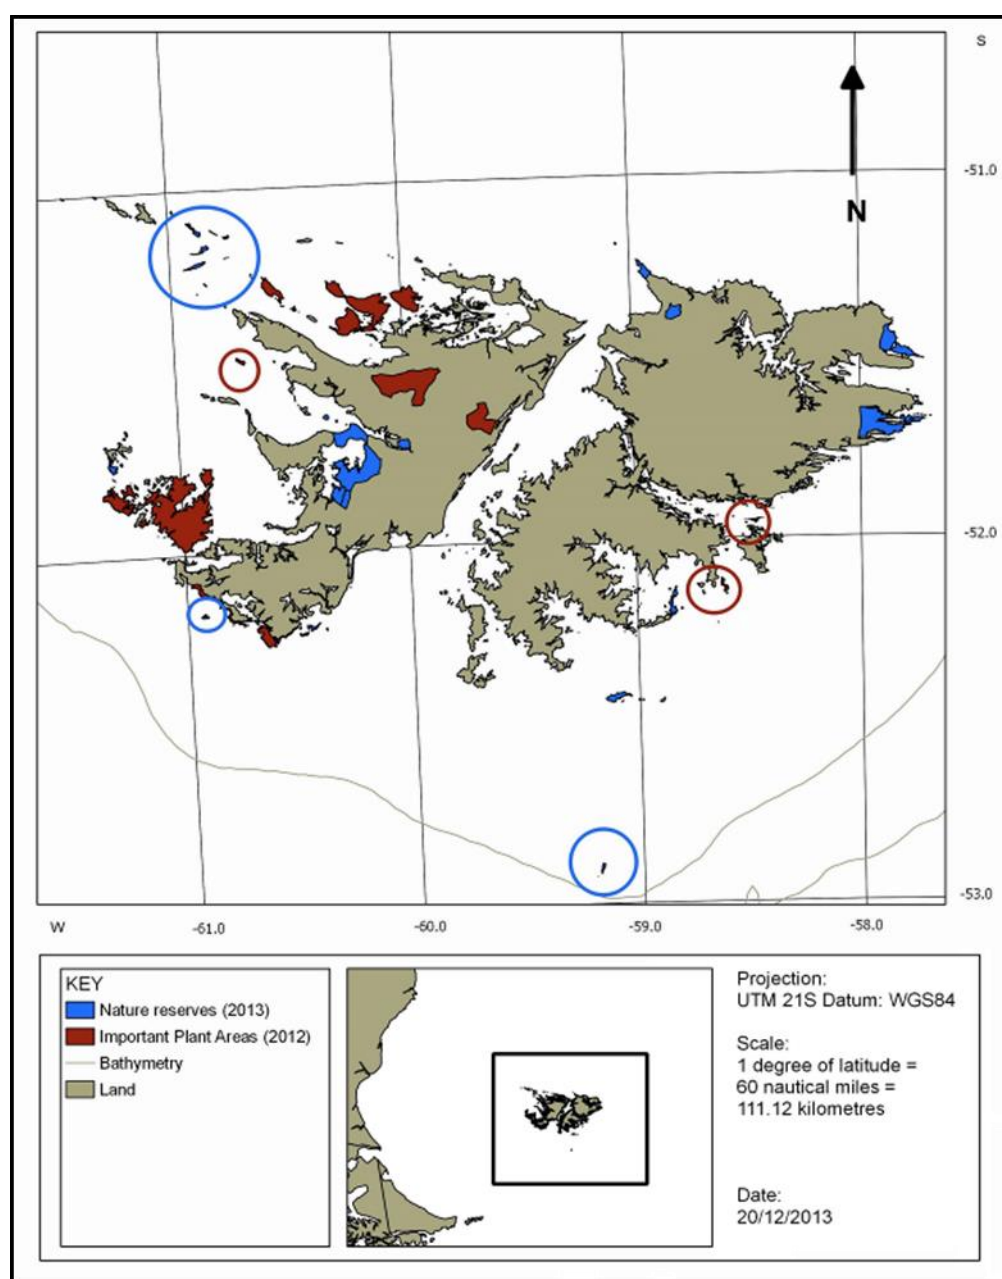 S
-51.0
N
-52.0
-53.0
W
-61.0
-60.0
-59.0
-58.0
KEY
Nature reserves (2013)
Important Plant Areas (2012)
Bathymetry
Land
Projection:
UTM 21S Datum: WGS84
Scale:
1 degree of latitude =
60 nautical miles =
111.12 kilometres
Date:
20/12/2013